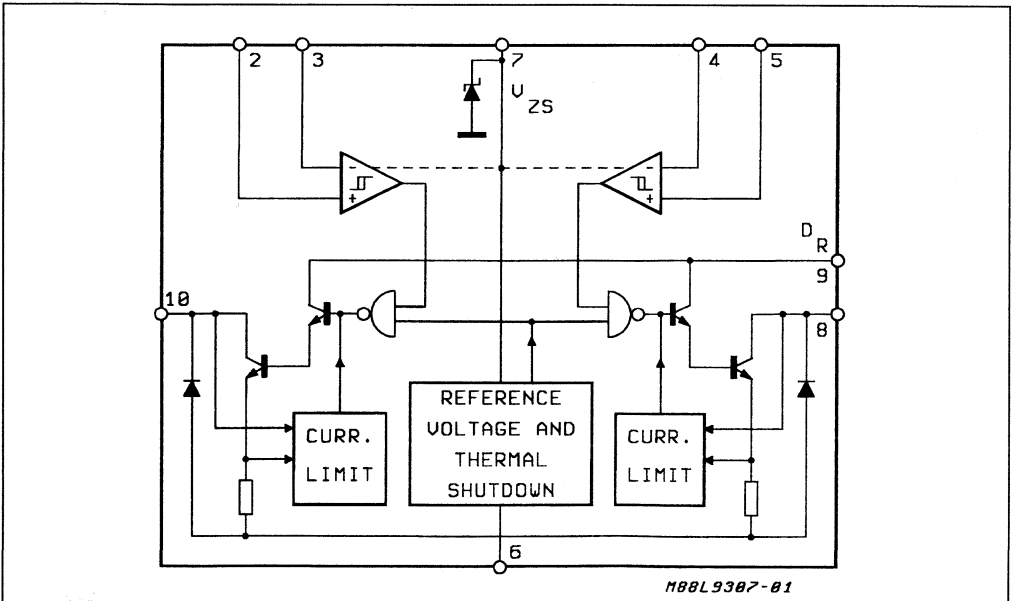 2 3 7 4 5
V ZS
- -
+ +
D R
9
10
8
REFERENCE
VOLTAGE AND
THERMAL
SHUTDOWN
CURR.
LIMIT
CURR.
LIMIT
6
M88L9307-01